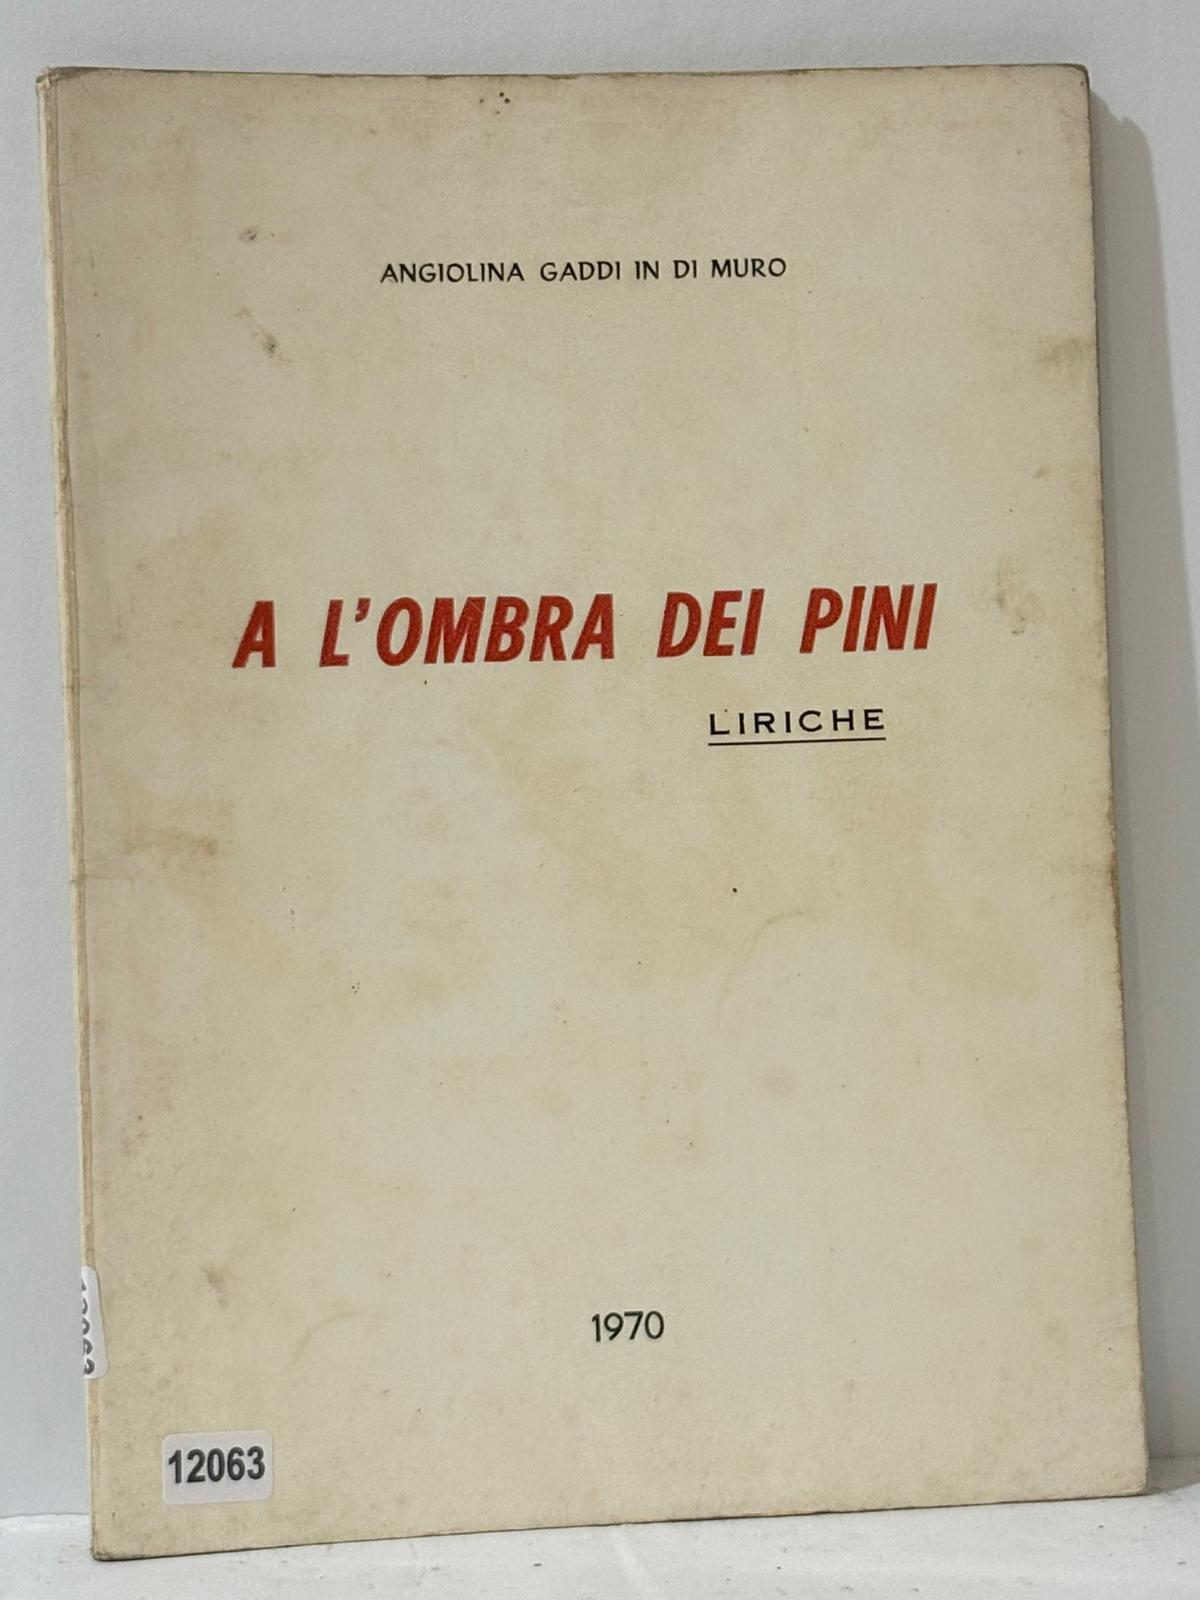 ANGIOLINA GADDI IN DI MURO
A L'OMBRA DEI PINI
LIRICHE
1970
12063